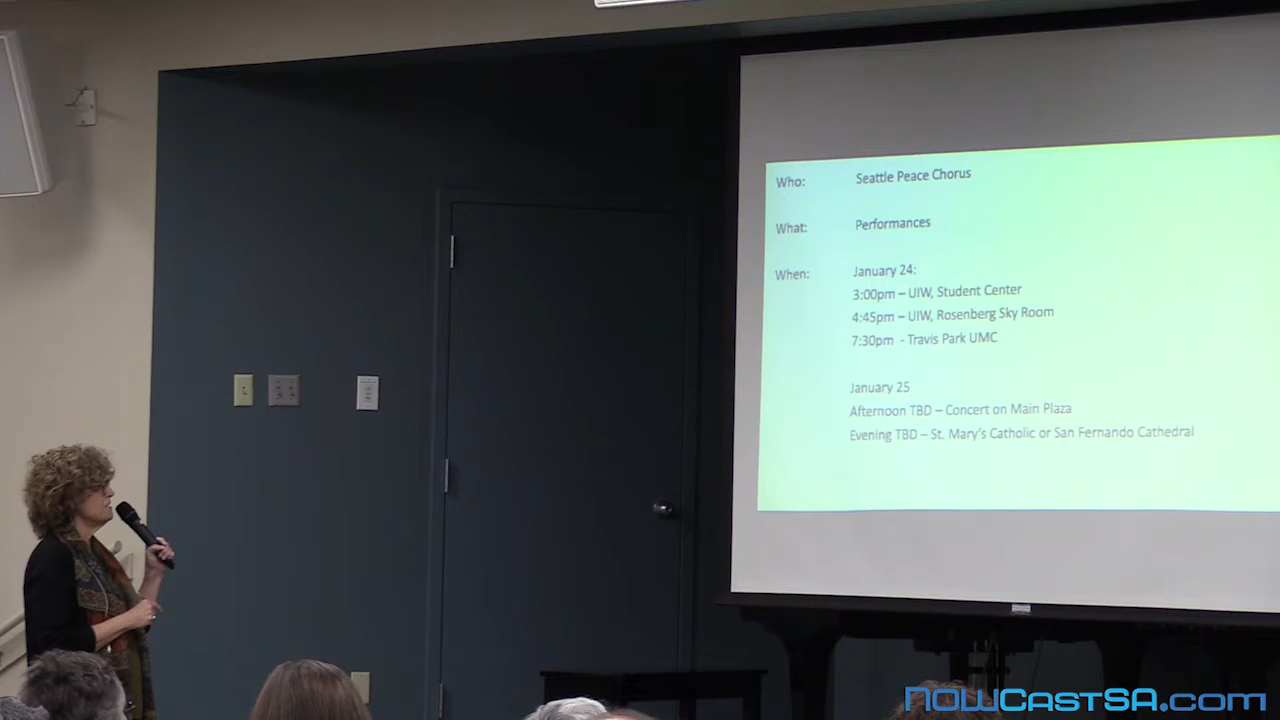 Who: Seattle Peace Chorus
What: Performances
When: January 24:
3:00pm – UIW, Student Center
4:45pm – UIW, Rosenberg Sky Room
7:30pm - Travis Park UMC
January 25
Afternoon TBD – Concert on Main Plaza
Evening TBD – St. Mary's Catholic or San Fernando Cathedral
NOWCASTSA.com